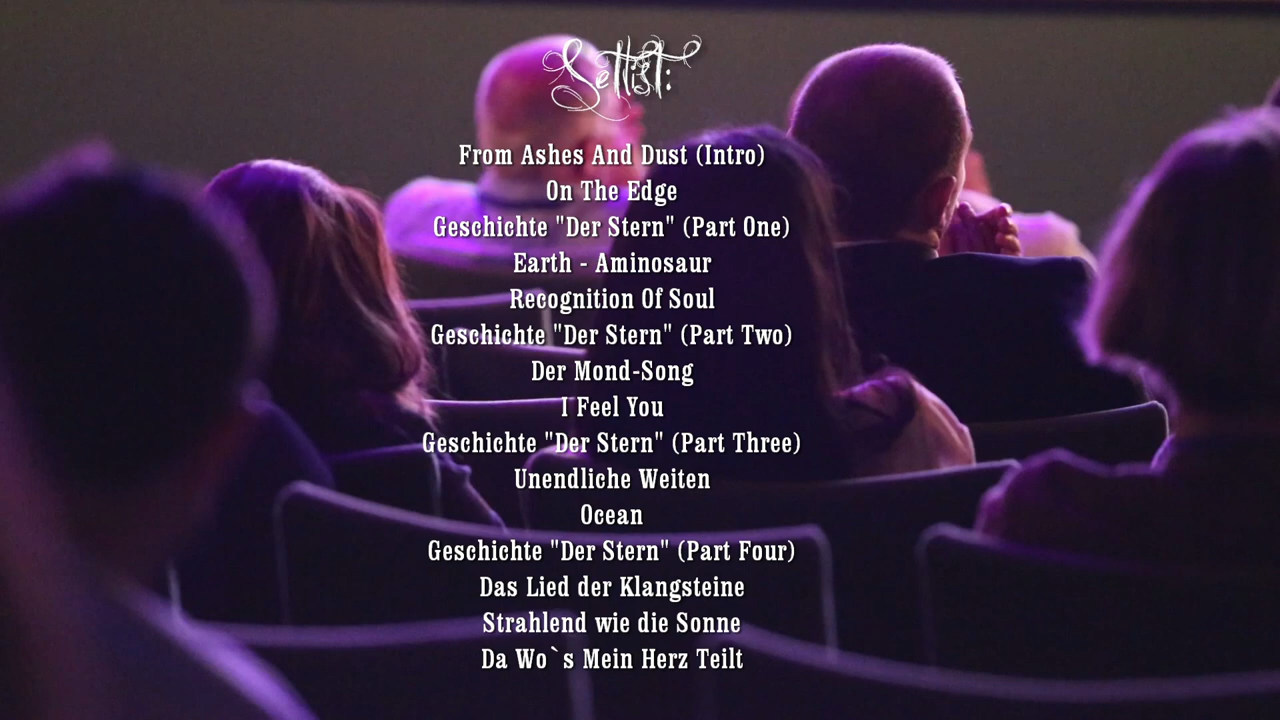 Setlist:
From Ashes And Dust (Intro)
On The Edge
Geschichte "Der Stern" (Part One)
Earth - Aminosaur
Recognition Of Soul
Geschichte "Der Stern" (Part Two)
Der Mond-Song
I Feel You
Geschichte "Der Stern" (Part Three)
Unendliche Weiten
Ocean
Geschichte "Der Stern" (Part Four)
Das Lied der Klangsteine
Strahlend wie die Sonne
Da Wo`s Mein Herz Teilt